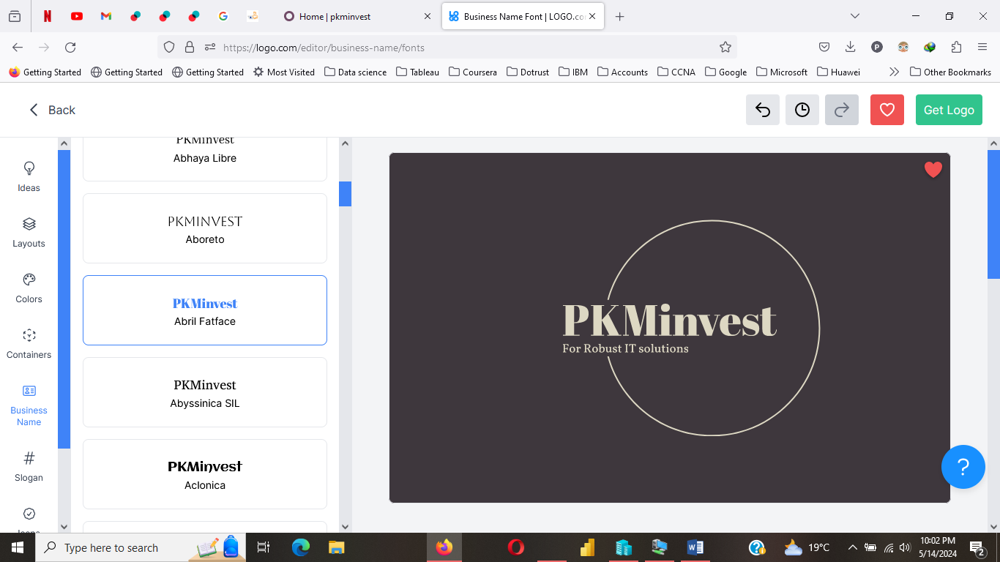 Home | pkminvest
Business Name Font | LOGO.co
https://logo.com/editor/business-name/fonts
Getting Started
Getting Started
Getting Started
Most Visited
Data science
Tableau
Coursera
Dotrust
IBM
Accounts
CCNA
Google
Microsoft
Huawei
Other Bookmarks
Back
Get Logo
Ideas
Layouts
Colors
Containers
Business
Name
Slogan
Icons
PKMinvest
Abhaya Libre
PKMINVEST
Aboreto
PKMinvest
Abril Fatface
PKMinvest
Abyssinica SIL
PKMinvest
Aclonica
PKMinvest
For Robust IT solutions
?
Type here to search
19°C
10:02 PM
5/14/2024
2